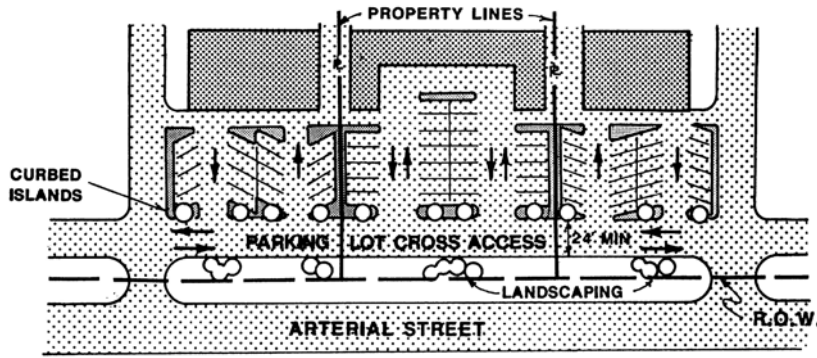 PROPERTY LINES
CURBED
ISLANDS
PARKING LOT CROSS ACCESS
24' MIN
LANDSCAPING
R.O.W.
ARTERIAL STREET